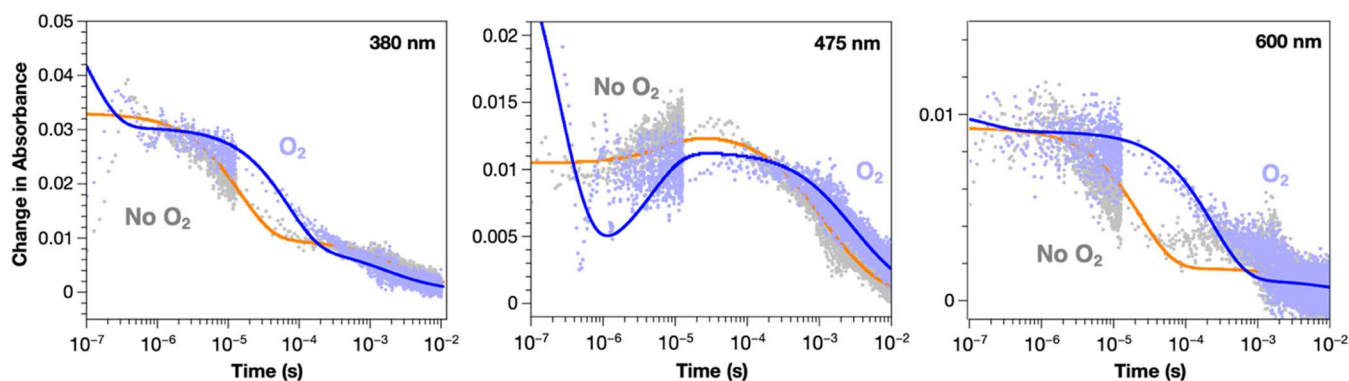 Change in Absorbance
0.05
0.04
0.03
0.02
0.01
0
380 nm
O₂
No O₂
10⁻⁷ 10⁻⁶ 10⁻⁵ 10⁻⁴ 10⁻³ 10⁻²
Time (s)
0.02
0.015
0.01
0.005
0
475 nm
No O₂
O₂
10⁻⁷ 10⁻⁶ 10⁻⁵ 10⁻⁴ 10⁻³ 10⁻²
Time (s)
0.01
0
600 nm
O₂
No O₂
10⁻⁷ 10⁻⁶ 10⁻⁵ 10⁻⁴ 10⁻³ 10⁻²
Time (s)